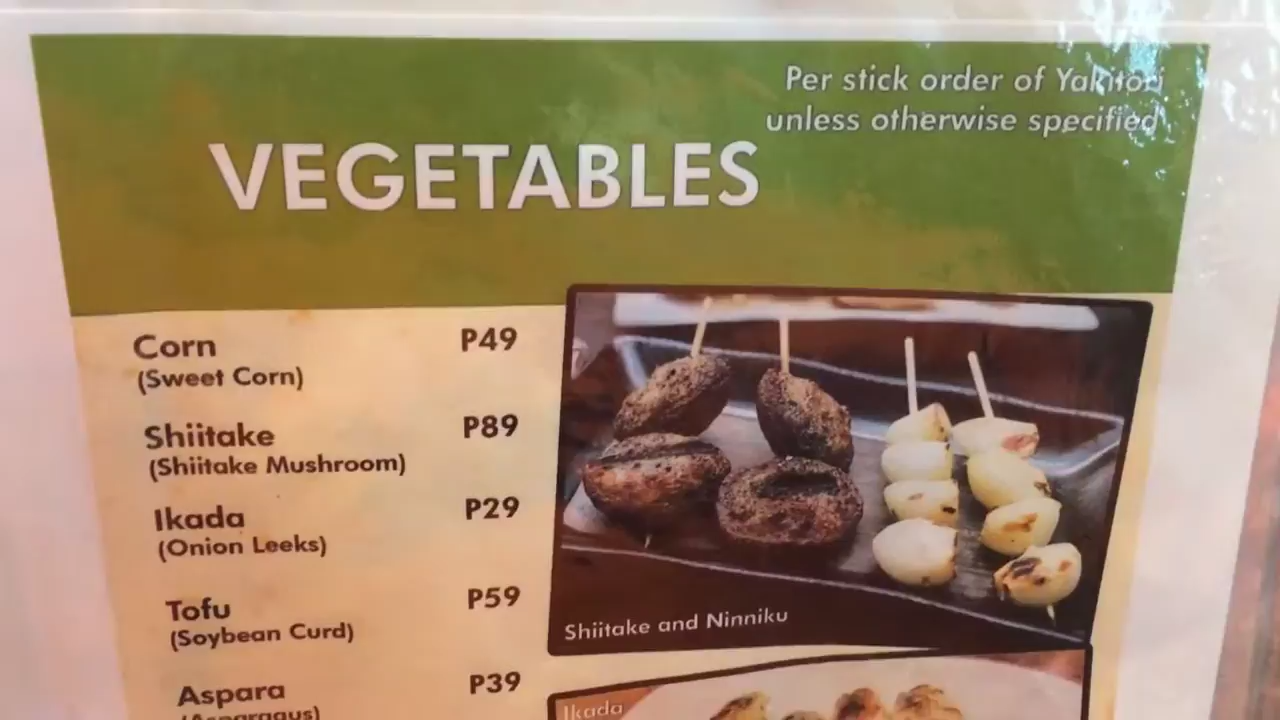 Per stick order of Yakitori
unless otherwise specified
VEGETABLES
Corn P49
(Sweet Corn)
Shiitake P89
(Shiitake Mushroom)
Ikada P29
(Onion Leeks)
Tofu P59
(Soybean Curd)
Aspara P39
(Asparagus)
Shiitake and Ninniku
Ikada